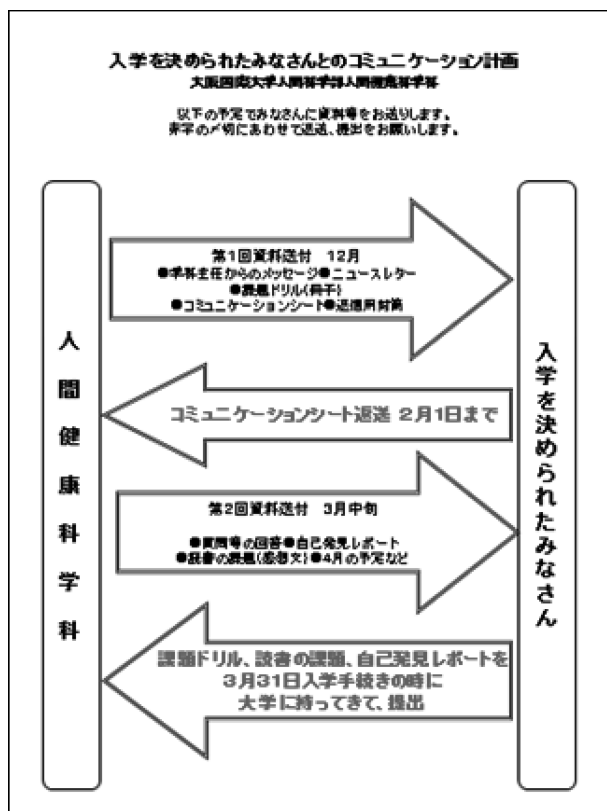 入学を決められたみなさんとのコミュニケーション計画
大阪国際大学人間科学部人間健康科学科
以下の予定でみなさんに資料等をお送りします。
赤字の〆切にあわせて返送、提出をお願いします。
第1回資料送付 12月
●学科主任からのメッセージ●ニュースレター
●課題ドリル(冊子)
●コミュニケーションシート●返信用封筒
人間健康科学科
コミュニケーションシート返送 2月1日まで
入学を決められたみなさん
第2回資料送付 3月中旬
●質問等の回答●自己発見レポート
●読書の課題(感想文)●4月の予定など
課題ドリル、読書の課題、自己発見レポートを
3月31日入学手続きの時に
大学に持ってきて、提出